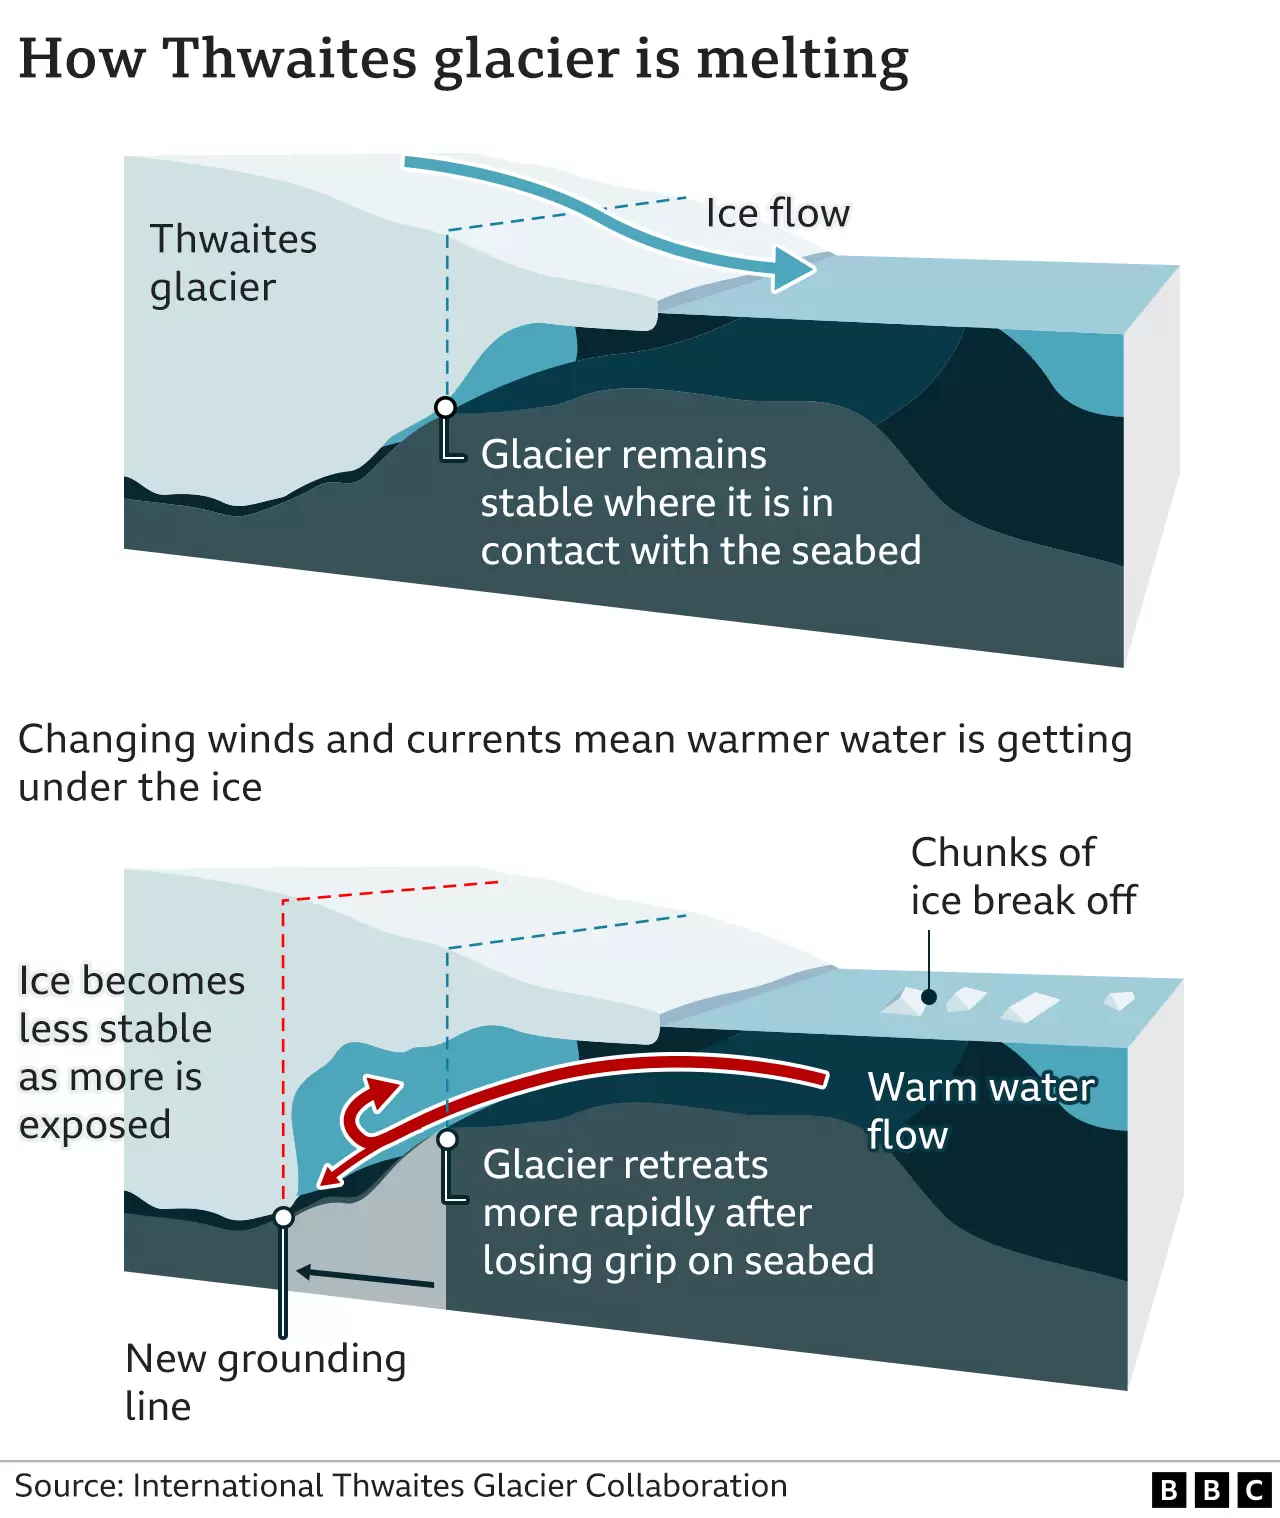 How Thwaites glacier is melting
Ice flow
Thwaites
glacier
Glacier remains
stable where it is in
contact with the seabed
Changing winds and currents mean warmer water is getting
under the ice
Chunks of
ice break off
Ice becomes
less stable
as more is
exposed
Warm water
flow
Glacier retreats
more rapidly after
losing grip on seabed
New grounding
line
Source: International Thwaites Glacier Collaboration
BBC